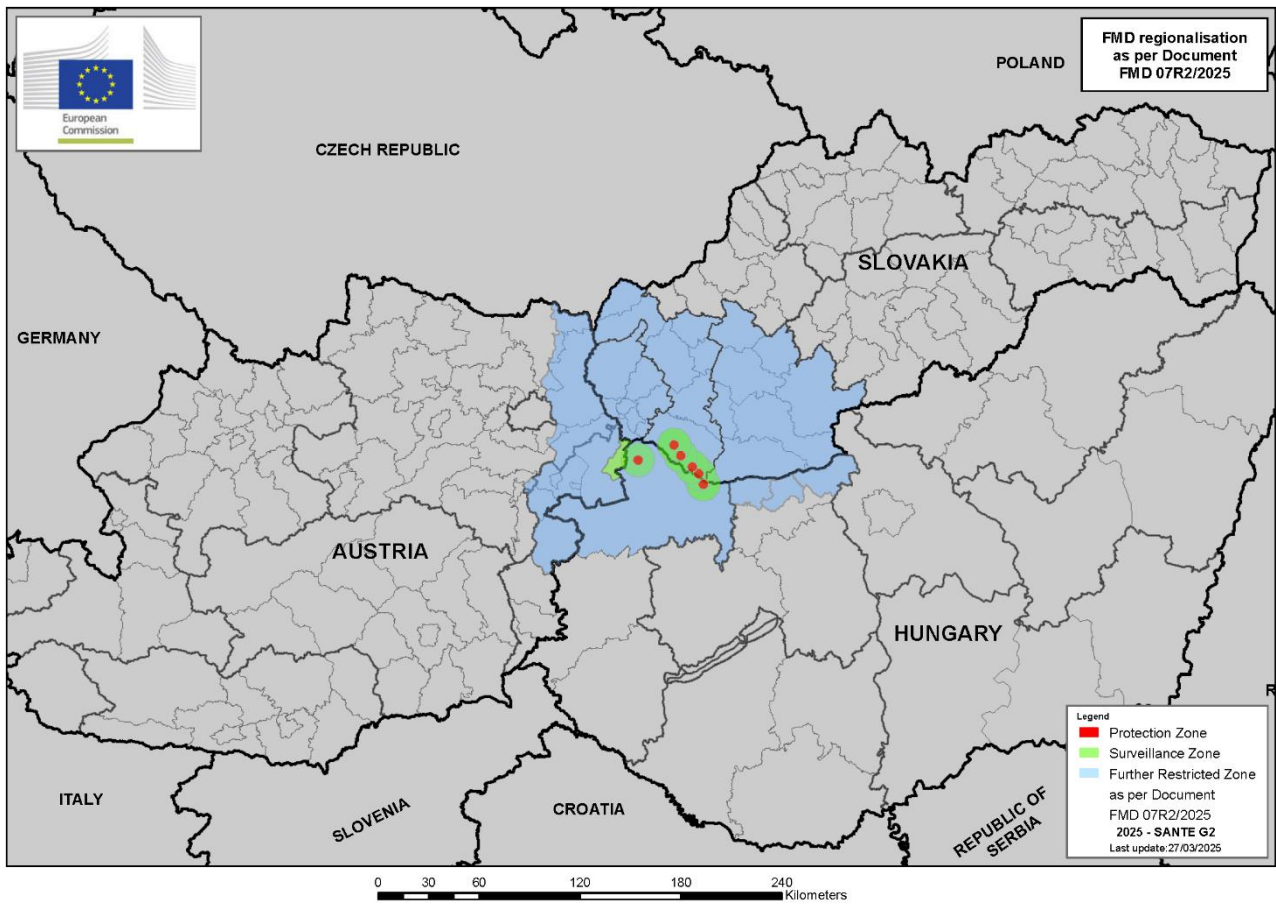 European
Commission
FMD regionalisation
as per Document
FMD 07R2/2025
POLAND
CZECH REPUBLIC
SLOVAKIA
GERMANY
AUSTRIA
HUNGARY
R
ITALY
SLOVENIA
CROATIA
REPUBLIC OF
SERBIA
Legend
Protection Zone
Surveillance Zone
Further Restricted Zone
as per Document
FMD 07R2/2025
2025 - SANTE G2
Last update:27/03/2025
0 30 60 120 180 240
Kilometers